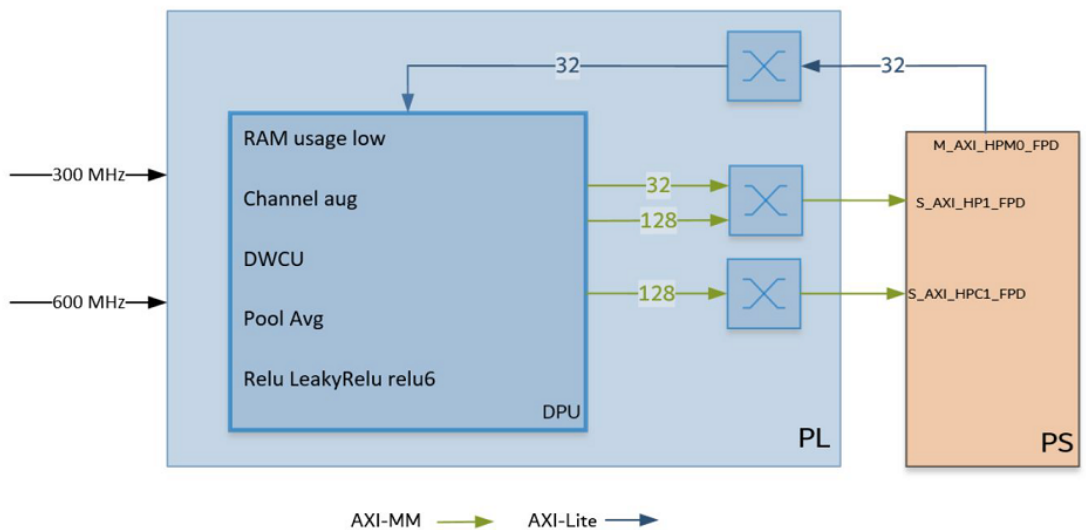 32
32
RAM usage low
M_AXI_HPM0_FPD
300 MHz
Channel aug
32
S_AXI_HP1_FPD
128
DWCU
600 MHz
128
S_AXI_HPC1_FPD
Pool Avg
Relu LeakyRelu relu6
DPU
PL
PS
AXI-MM
AXI-Lite